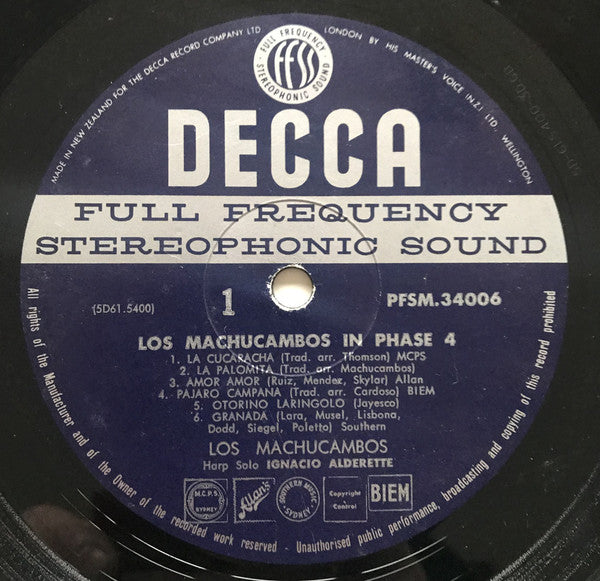 MADE IN NEW ZEALAND FOR THE DECCA RECORD COMPANY LTD
LONDON BY HIS MASTER'S VOICE (N.Z.) LTD. WELLINGTON
FULL FREQUENCY
FFSS
STEREOPHONIC SOUND
DECCA
FULL FREQUENCY
STEREOPHONIC SOUND
(5D61.5400)
1
PFSM.34006
LOS MACHUCAMBOS IN PHASE 4
1. LA CUCARACHA (Trad. arr. Thomson) MCPS
2. LA PALOMITA (Trad. arr. Machucambos)
3. AMOR AMOR (Ruiz, Mendez, Skylar) Allan
4. PAJARO CAMPANA (Trad. arr. Cardoso) BIEM
5. OTORINO LARINGOLO (Jayesco)
6. GRANADA (Lara, Musel, Lisbona,
Dodd, Siegel, Poletto) Southern
LOS MACHUCAMBOS
Harp Solo IGNACIO ALDERETTE
M.C.P.S
SYDNEY
Allan's
SOUTHERN MUSIC
SYDNEY
Copyright
Control
BIEM
All rights of the Manufacturer and of the Owner of the recorded work reserved - Unauthorised public performance, broadcasting and copying of this record prohibited